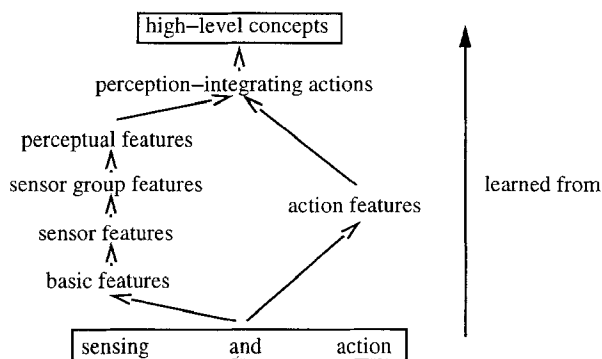 high-level concepts
perception-integrating actions
perceptual features
sensor group features
action features
learned from
sensor features
basic features
sensing and action